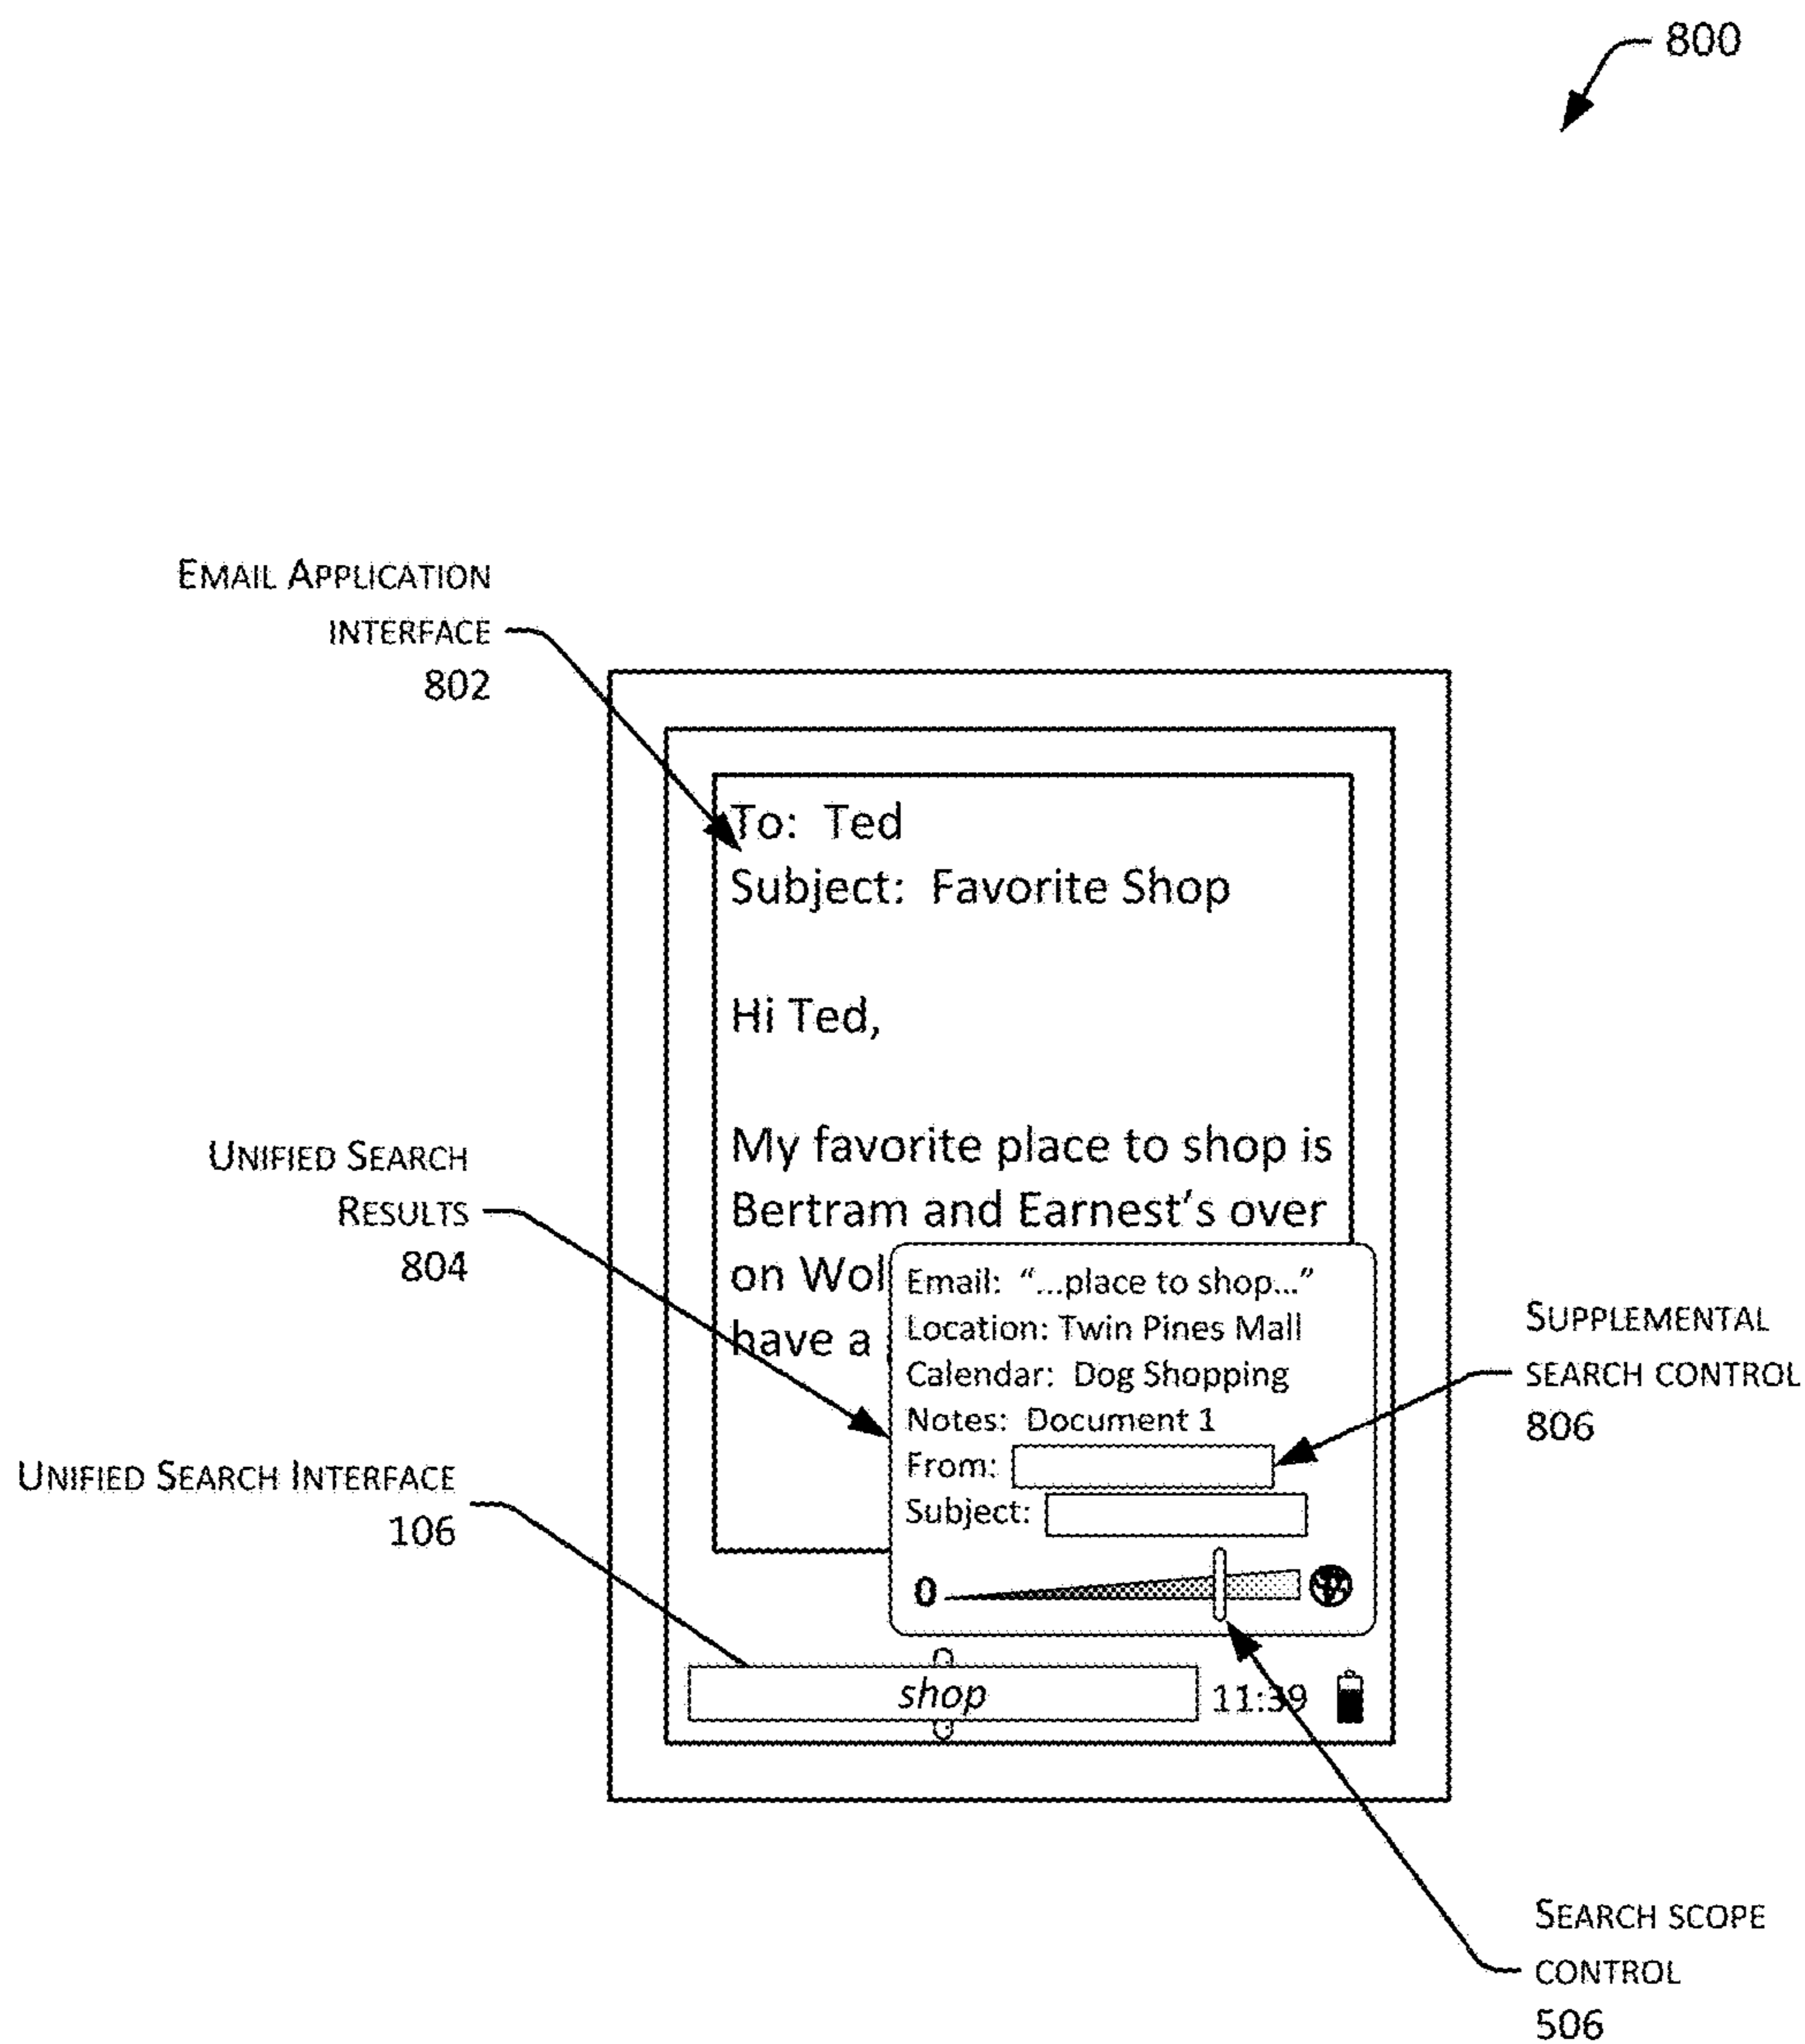 800
EMAIL APPLICATION
INTERFACE
802
To: Ted
Subject: Favorite Shop
Hi Ted,
My favorite place to shop is
Bertram and Earnest's over
on Wol
have a
UNIFIED SEARCH
RESULTS
804
Email: "...place to shop..."
Location: Twin Pines Mall
Calendar: Dog Shopping
Notes: Document 1
From:
Subject:
0
SUPPLEMENTAL
SEARCH CONTROL
806
UNIFIED SEARCH INTERFACE
106
shop
11:39
SEARCH SCOPE
CONTROL
506